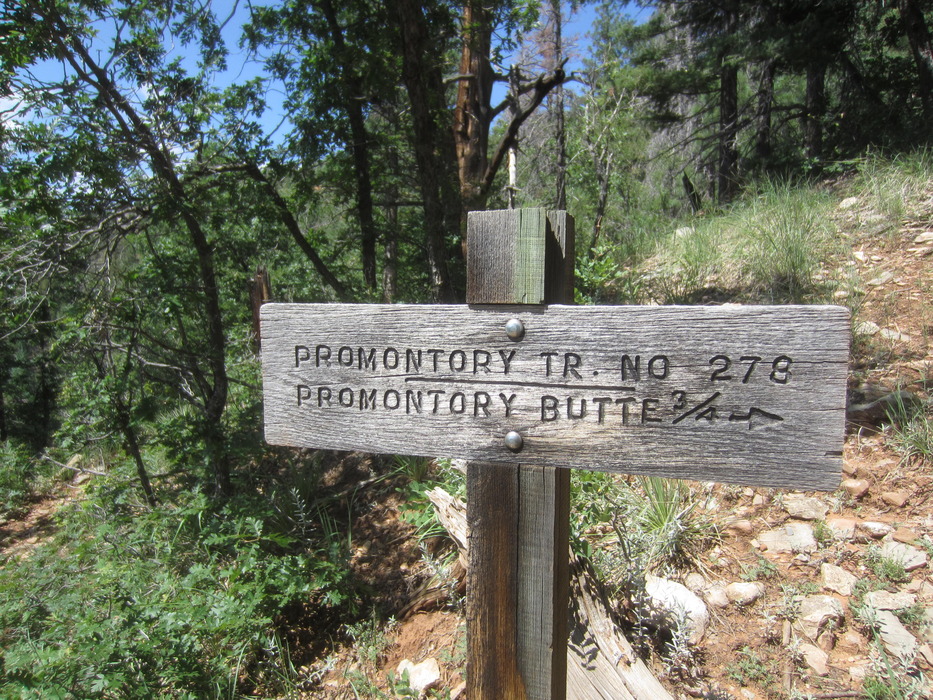 PROMONTORY TR. NO 278
PROMONTORY BUTTE 3/4 →